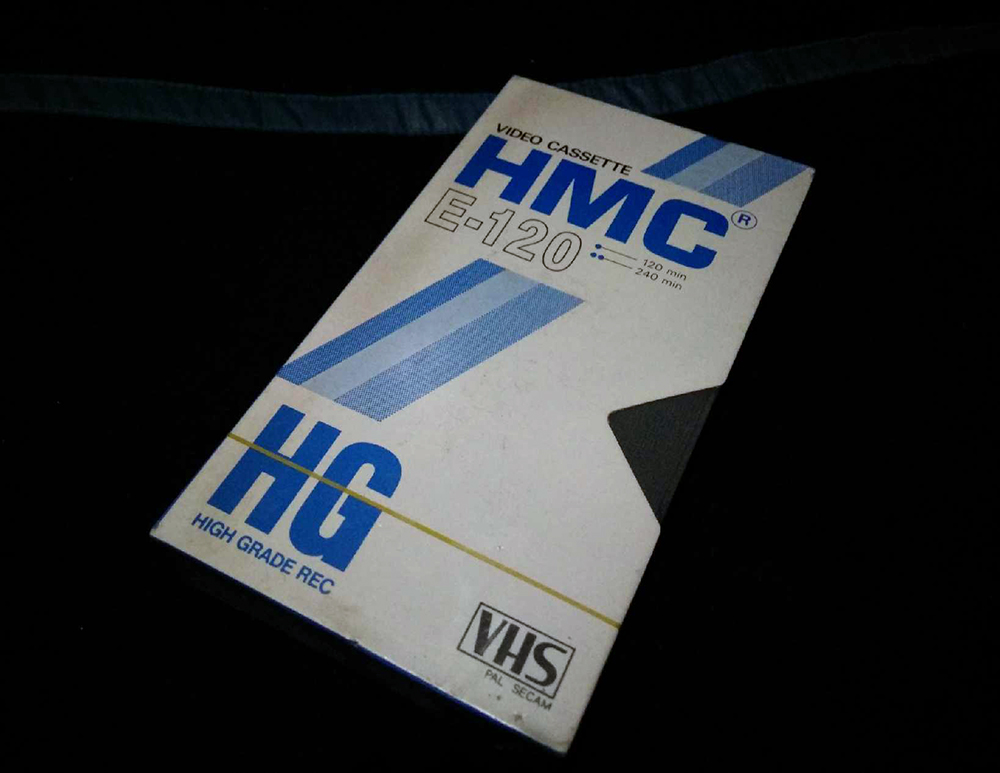 VIDEO CASSETTE
HMC®
E-120
120 min
240 min
HG
HIGH GRADE REC
VHS
PAL SECAM